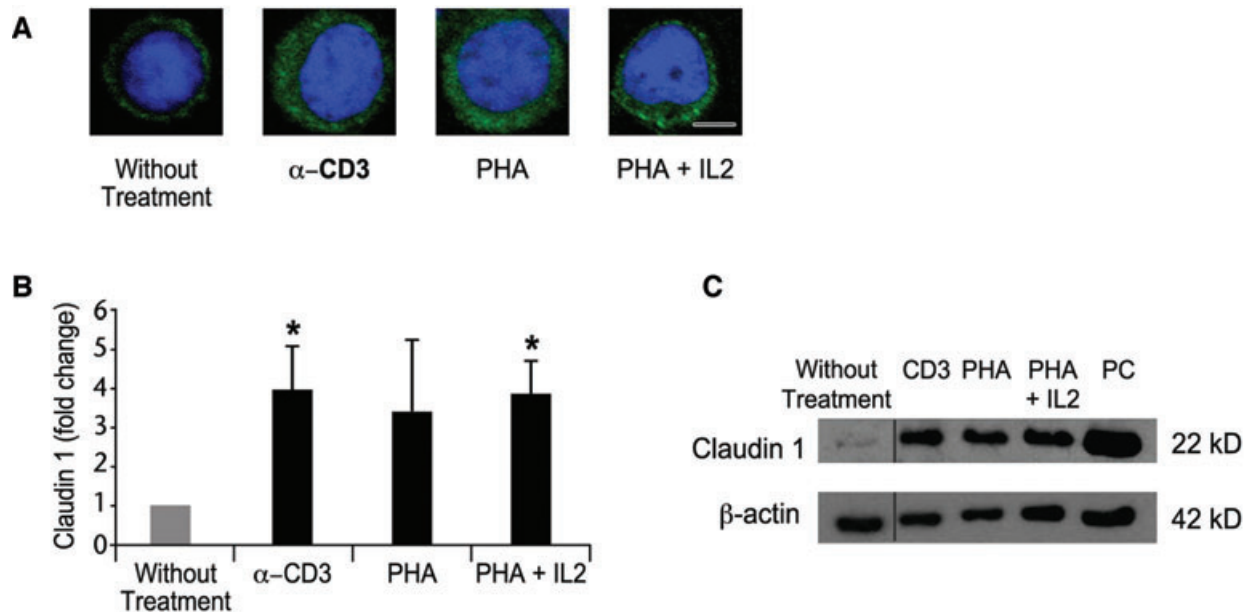 A
Without
Treatment
α–CD3
PHA
PHA + IL2
B
Claudin 1 (fold change)
6
5
4
3
2
1
0
*
*
Without
Treatment
α–CD3
PHA
PHA + IL2
C
Without
Treatment
CD3
PHA
PHA
+ IL2
PC
Claudin 1
22 kD
β-actin
42 kD